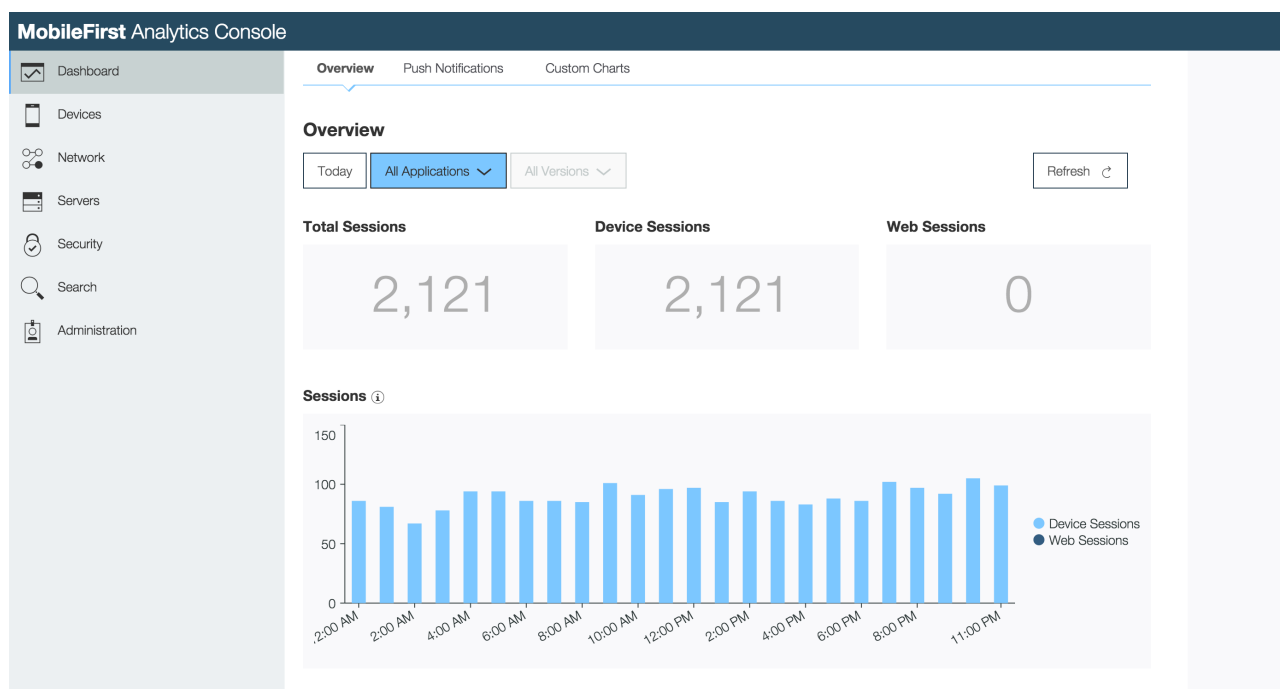 MobileFirst Analytics Console
Dashboard
Devices
Network
Servers
Security
Search
Administration
Overview Push Notifications Custom Charts
Overview
Today All Applications All Versions Refresh
Total Sessions Device Sessions Web Sessions
2,121 2,121 0
Sessions
150
100
50
0
2:00 AM 2:00 AM 4:00 AM 6:00 AM 8:00 AM 10:00 AM 12:00 PM 2:00 PM 4:00 PM 6:00 PM 8:00 PM 11:00 PM
Device Sessions
Web Sessions